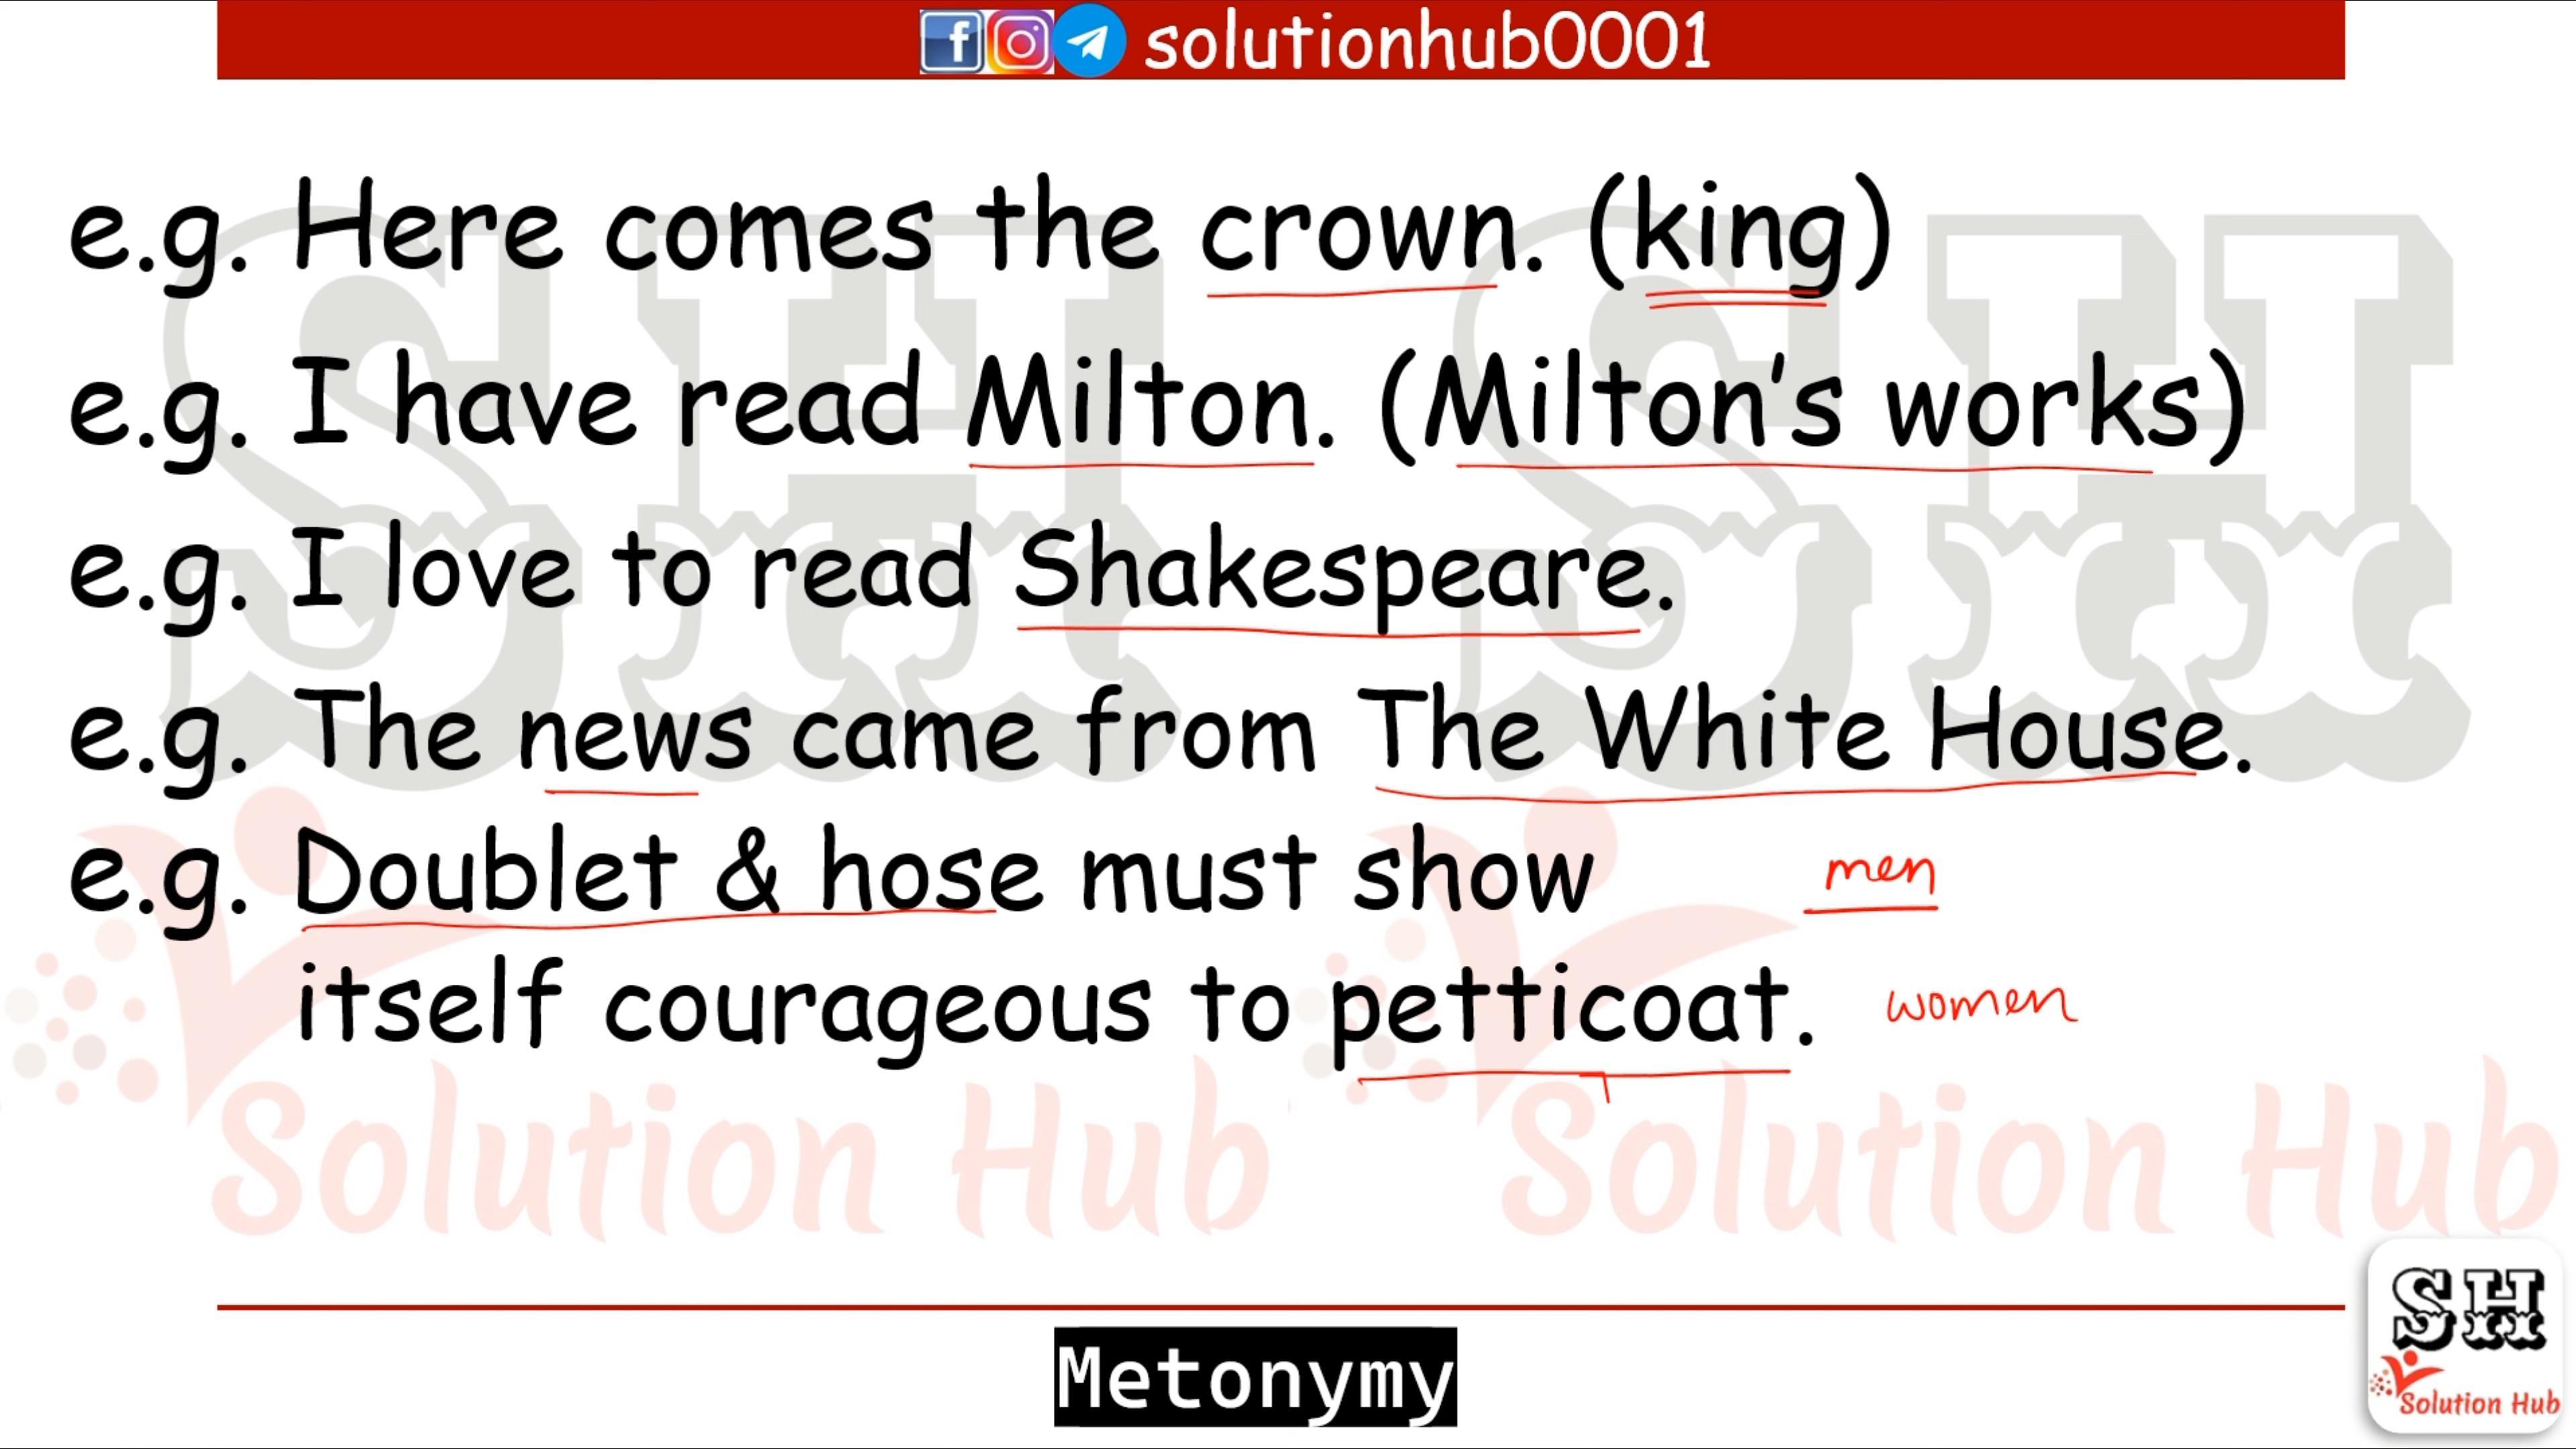 solutionhub0001
e.g. Here comes the crown. (king)
e.g. I have read Milton. (Milton's works)
e.g. I love to read Shakespeare.
e.g. The news came from The White House.
e.g. Doublet & hose must show men
itself courageous to petticoat. women
SH SH
Solution Hub Solution Hub
Metonymy
SH
Solution Hub